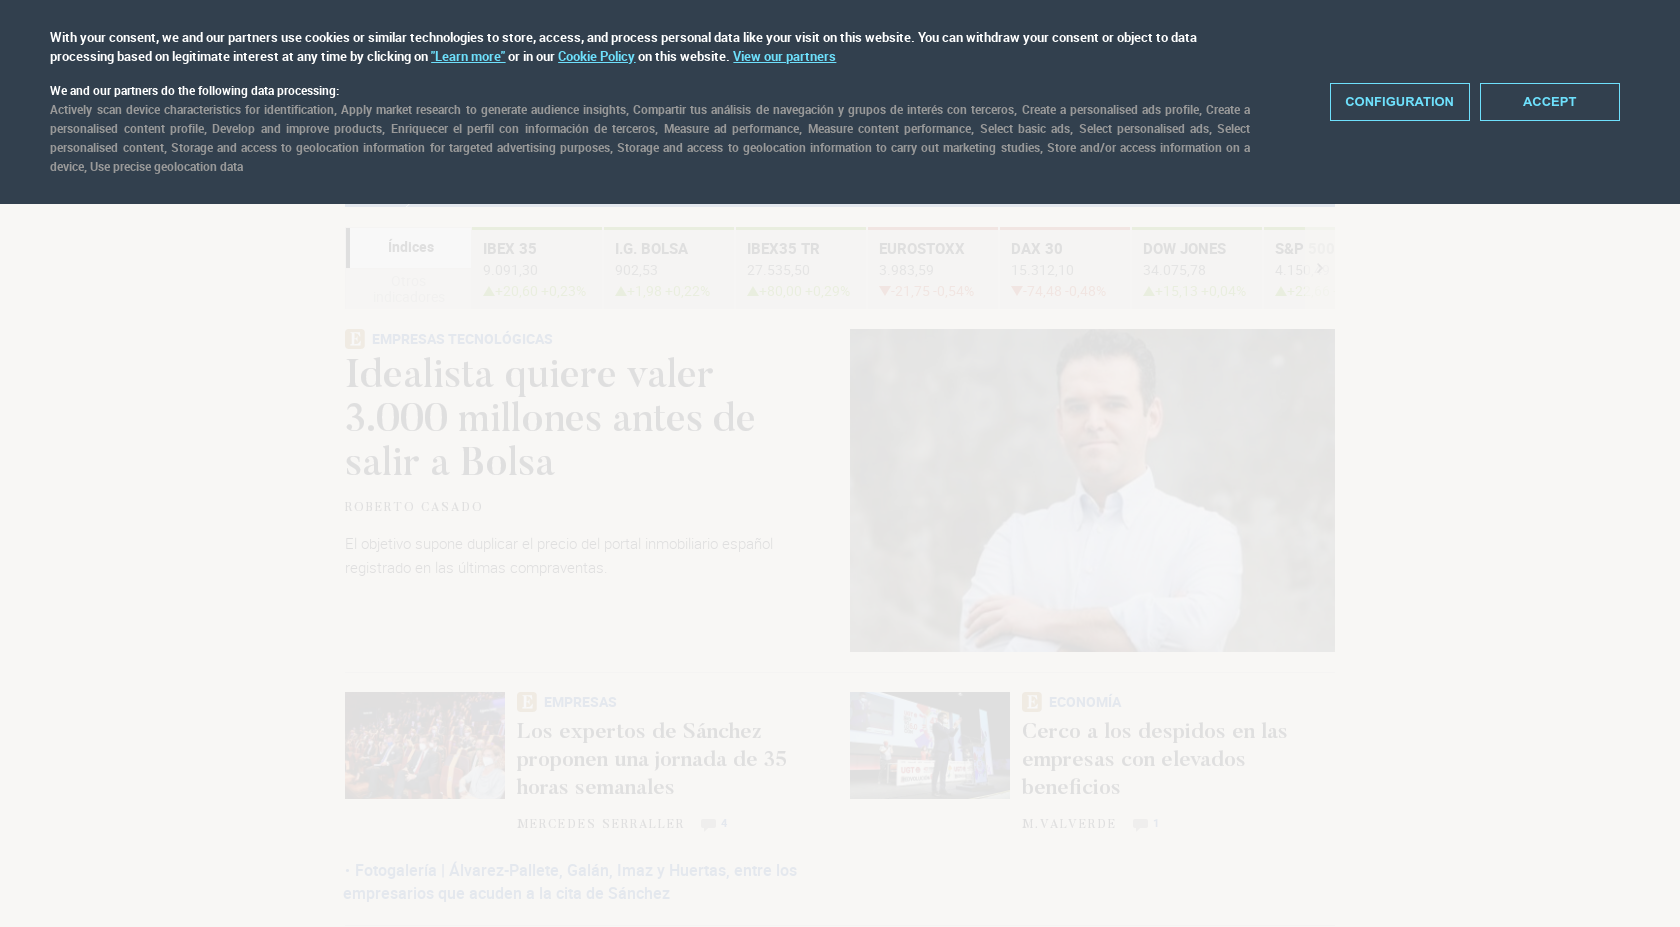 With your consent, we and our partners use cookies or similar technologies to store, access, and process personal data like your visit on this website. You can withdraw your consent or object to data
processing based on legitimate interest at any time by clicking on "Learn more" or in our Cookie Policy on this website. View our partners
We and our partners do the following data processing:
Actively scan device characteristics for identification, Apply market research to generate audience insights, Compartir tus análisis de navegación y grupos de interés con terceros, Create a personalised ads profile, Create a
personalised content profile, Develop and improve products, Enriquecer el perfil con información de terceros, Measure ad performance, Measure content performance, Select basic ads, Select personalised ads, Select
personalised content, Storage and access to geolocation information for targeted advertising purposes, Storage and access to geolocation information to carry out marketing studies, Store and/or access information on a
device, Use precise geolocation data
CONFIGURATION
ACCEPT
Índices
Otros
indicadores
IBEX 35
9.091,30
+20,60 +0,23%
I.G. BOLSA
902,53
+1,98 +0,22%
IBEX35 TR
27.535,50
+80,00 +0,29%
EUROSTOXX
3.983,59
-21,75 -0,54%
DAX 30
15.312,10
-74,48 -0,48%
DOW JONES
34.075,78
+15,13 +0,04%
S&P 500
E EMPRESAS TECNOLÓGICAS
Idealista quiere valer
3.000 millones antes de
salir a Bolsa
ROBERTO CASADO
El objetivo supone duplicar el precio del portal inmobiliario español
registrado en las últimas compraventas.
E EMPRESAS
Los expertos de Sánchez
proponen una jornada de 35
horas semanales
MERCEDES SERRALLER 4
E ECONOMÍA
Cerco a los despidos en las
empresas con elevados
beneficios
M.VALVERDE 1
· Fotogalería | Álvarez-Pallete, Galán, Imaz y Huertas, entre los
empresarios que acuden a la cita de Sánchez